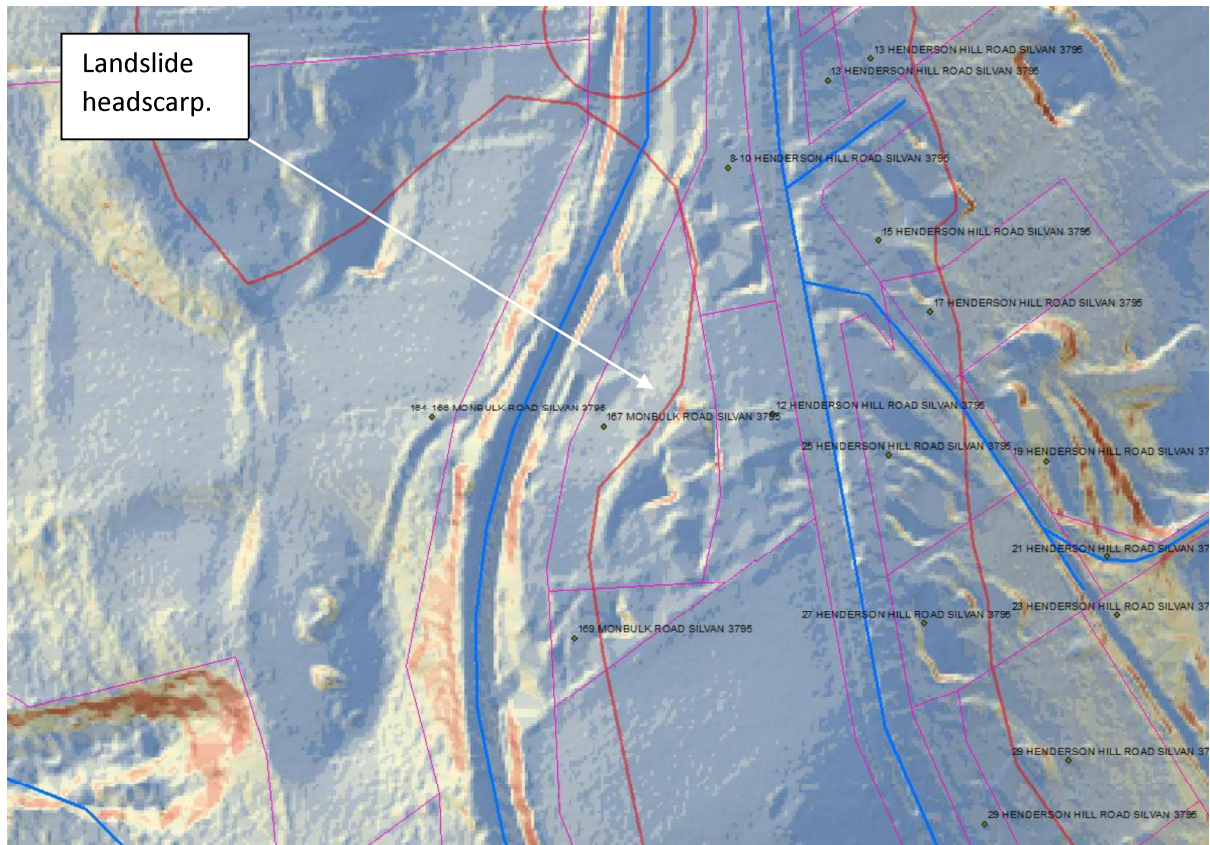 Landslide
headscarp.
13 HENDERSON HILL ROAD SILVAN 3795
13 HENDERSON HILL ROAD SILVAN 3795
8-10 HENDERSON HILL ROAD SILVAN 3795
15 HENDERSON HILL ROAD SILVAN 3795
17 HENDERSON HILL ROAD SILVAN 3795
164-166 MONBULK ROAD SILVAN 3795
167 MONBULK ROAD SILVAN 3795
12 HENDERSON HILL ROAD SILVAN 3795
25 HENDERSON HILL ROAD SILVAN 3795
19 HENDERSON HILL ROAD SILVAN 37
21 HENDERSON HILL ROAD SILVAN 37
23 HENDERSON HILL ROAD SILVAN 37
27 HENDERSON HILL ROAD SILVAN 3795
169 MONBULK ROAD SILVAN 3795
29 HENDERSON HILL ROAD SILVAN 37
29 HENDERSON HILL ROAD SILVAN 3795